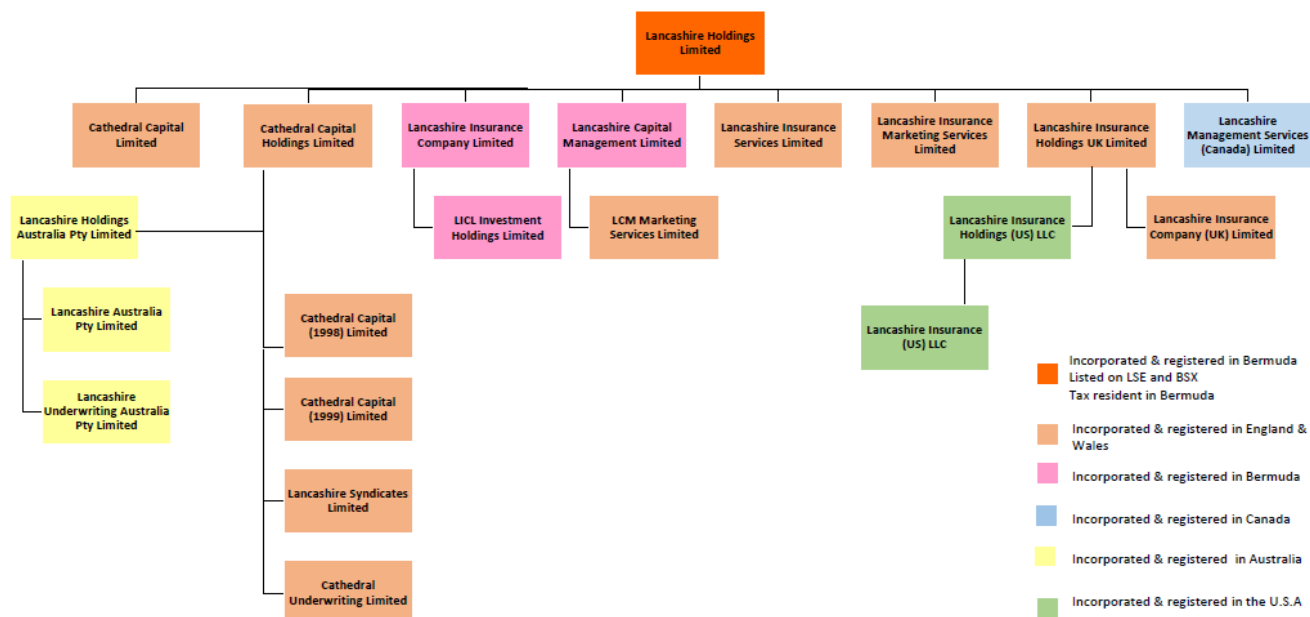 Lancashire Holdings
Limited
Cathedral Capital
Limited
Cathedral Capital
Holdings Limited
Lancashire Insurance
Company Limited
Lancashire Capital
Management Limited
Lancashire Insurance
Services Limited
Lancashire Insurance
Marketing Services
Limited
Lancashire Insurance
Holdings UK Limited
Lancashire
Management Services
(Canada) Limited
Lancashire Holdings
Australia Pty Limited
LICL Investment
Holdings Limited
LCM Marketing
Services Limited
Lancashire Insurance
Holdings (US) LLC
Lancashire Insurance
Company (UK) Limited
Lancashire Australia
Pty Limited
Cathedral Capital
(1998) Limited
Lancashire Insurance
(US) LLC
Lancashire
Underwriting Australia
Pty Limited
Cathedral Capital
(1999) Limited
Lancashire Syndicates
Limited
Cathedral
Underwriting Limited
Incorporated & registered in Bermuda
Listed on LSE and BSX
Tax resident in Bermuda
Incorporated & registered in England &
Wales
Incorporated & registered in Bermuda
Incorporated & registered in Canada
Incorporated & registered in Australia
Incorporated & registered in the U.S.A